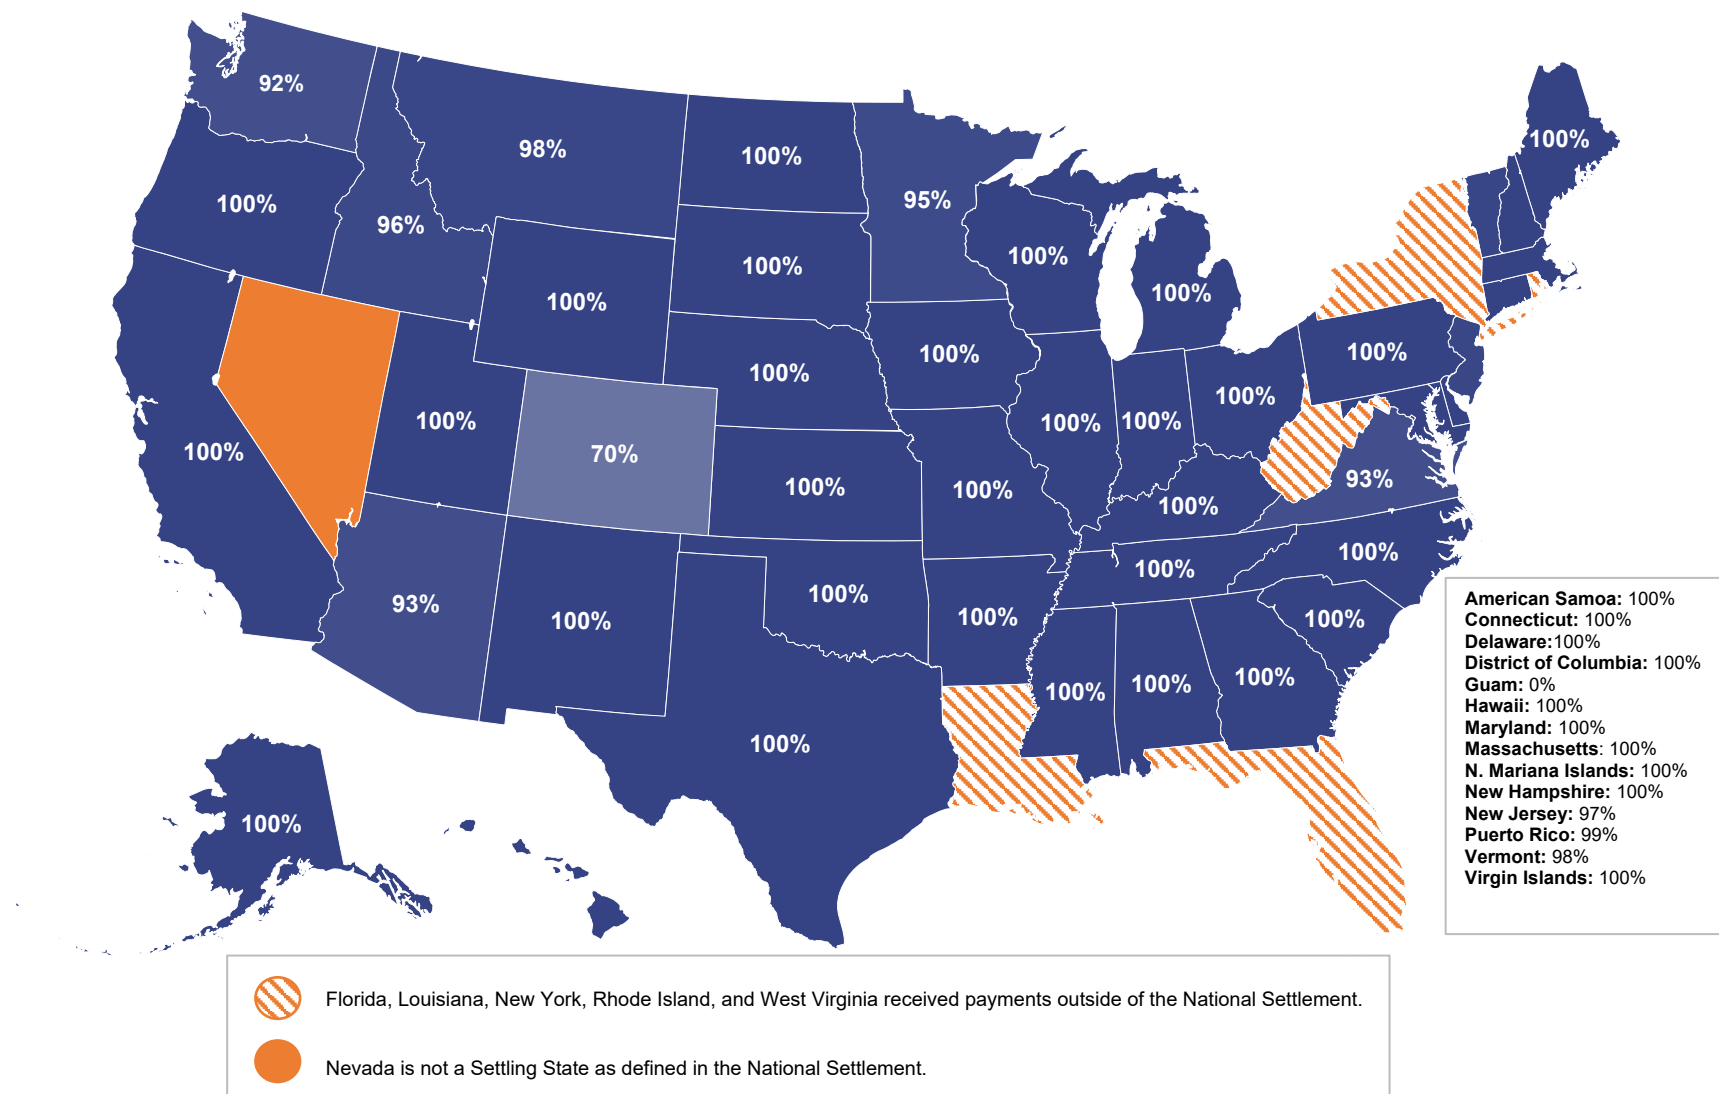 92%
98%
100%
100%
95%
100%
96%
100%
100%
100%
100%
100%
100%
100%
100%
100%
100%
100%
100%
100%
100%
70%
93%
100%
100%
100%
100%
100%
100%
93%
100%
100%
100%
100%
100%
100%
100%
100%
100%
American Samoa: 100%
Connecticut: 100%
Delaware:100%
District of Columbia: 100%
Guam: 0%
Hawaii: 100%
Maryland: 100%
Massachusetts: 100%
N. Mariana Islands: 100%
New Hampshire: 100%
New Jersey: 97%
Puerto Rico: 99%
Vermont: 98%
Virgin Islands: 100%
Florida, Louisiana, New York, Rhode Island, and West Virginia received payments outside of the National Settlement.
Nevada is not a Settling State as defined in the National Settlement.